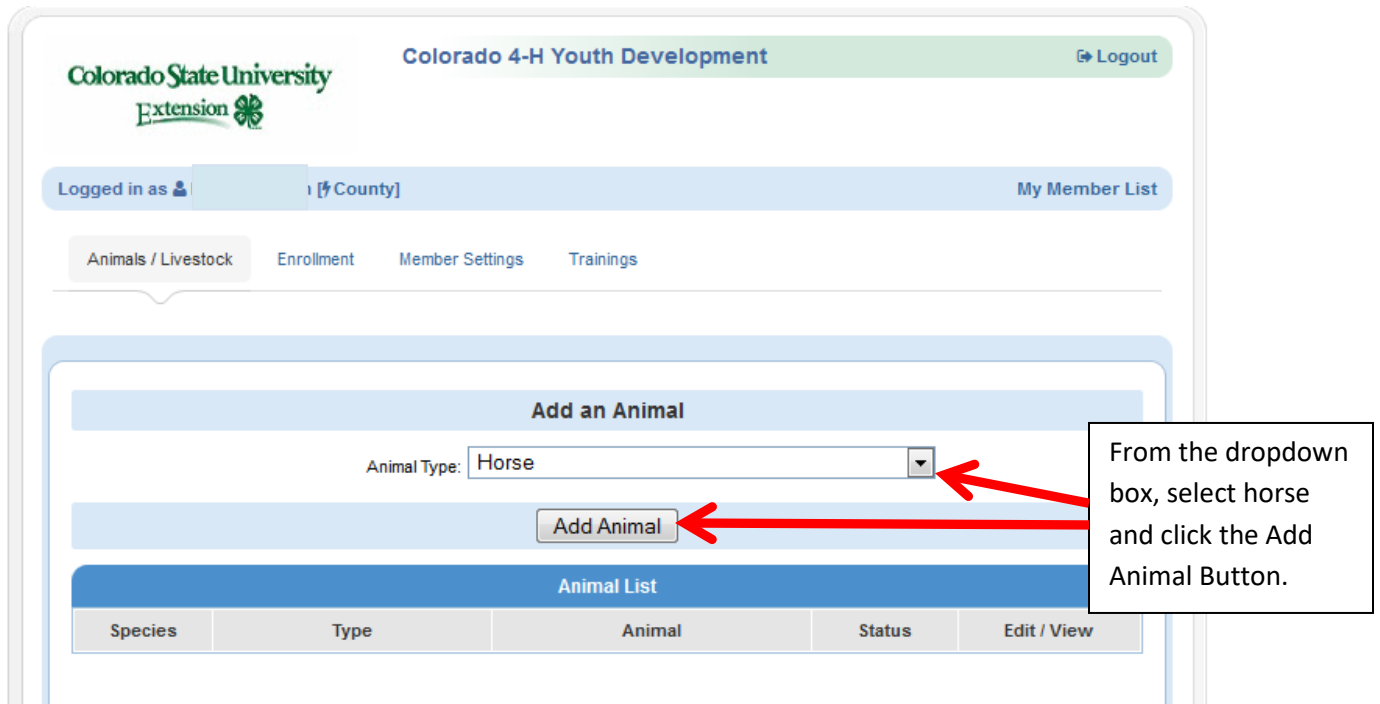 Colorado State University
Extension
Colorado 4-H Youth Development
Logout
Logged in as [County]
My Member List
Animals / Livestock Enrollment Member Settings Trainings
Add an Animal
Animal Type: Horse
Add Animal
From the dropdown
box, select horse
and click the Add
Animal Button.
Animal List
Species Type Animal Status Edit / View